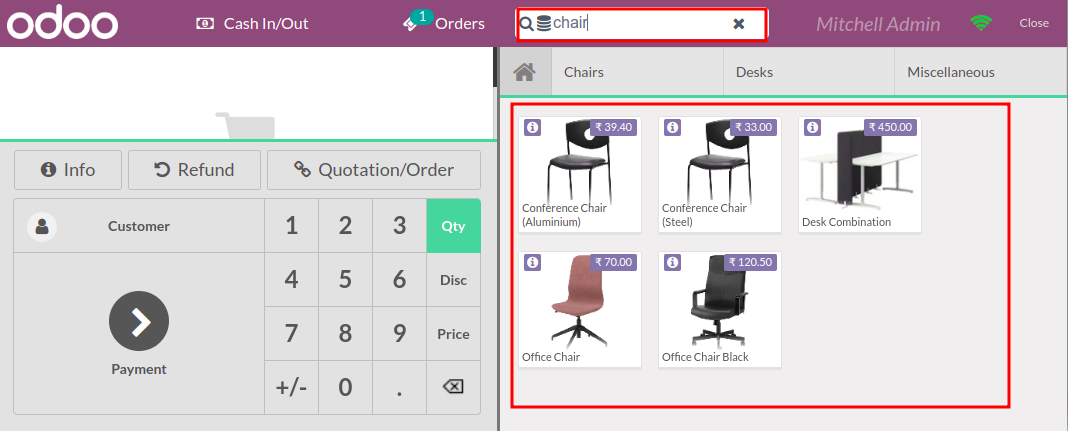 odoo
Cash In/Out
1
Orders
chair
Mitchell Admin
Close
Chairs
Desks
Miscellaneous
₹ 39.40
Conference Chair
(Aluminium)
₹ 33.00
Conference Chair
(Steel)
₹ 450.00
Desk Combination
₹ 70.00
Office Chair
₹ 120.50
Office Chair Black
Info
Refund
Quotation/Order
Customer
1 2 3 Qty
4 5 6 Disc
7 8 9 Price
Payment
+/- 0 .